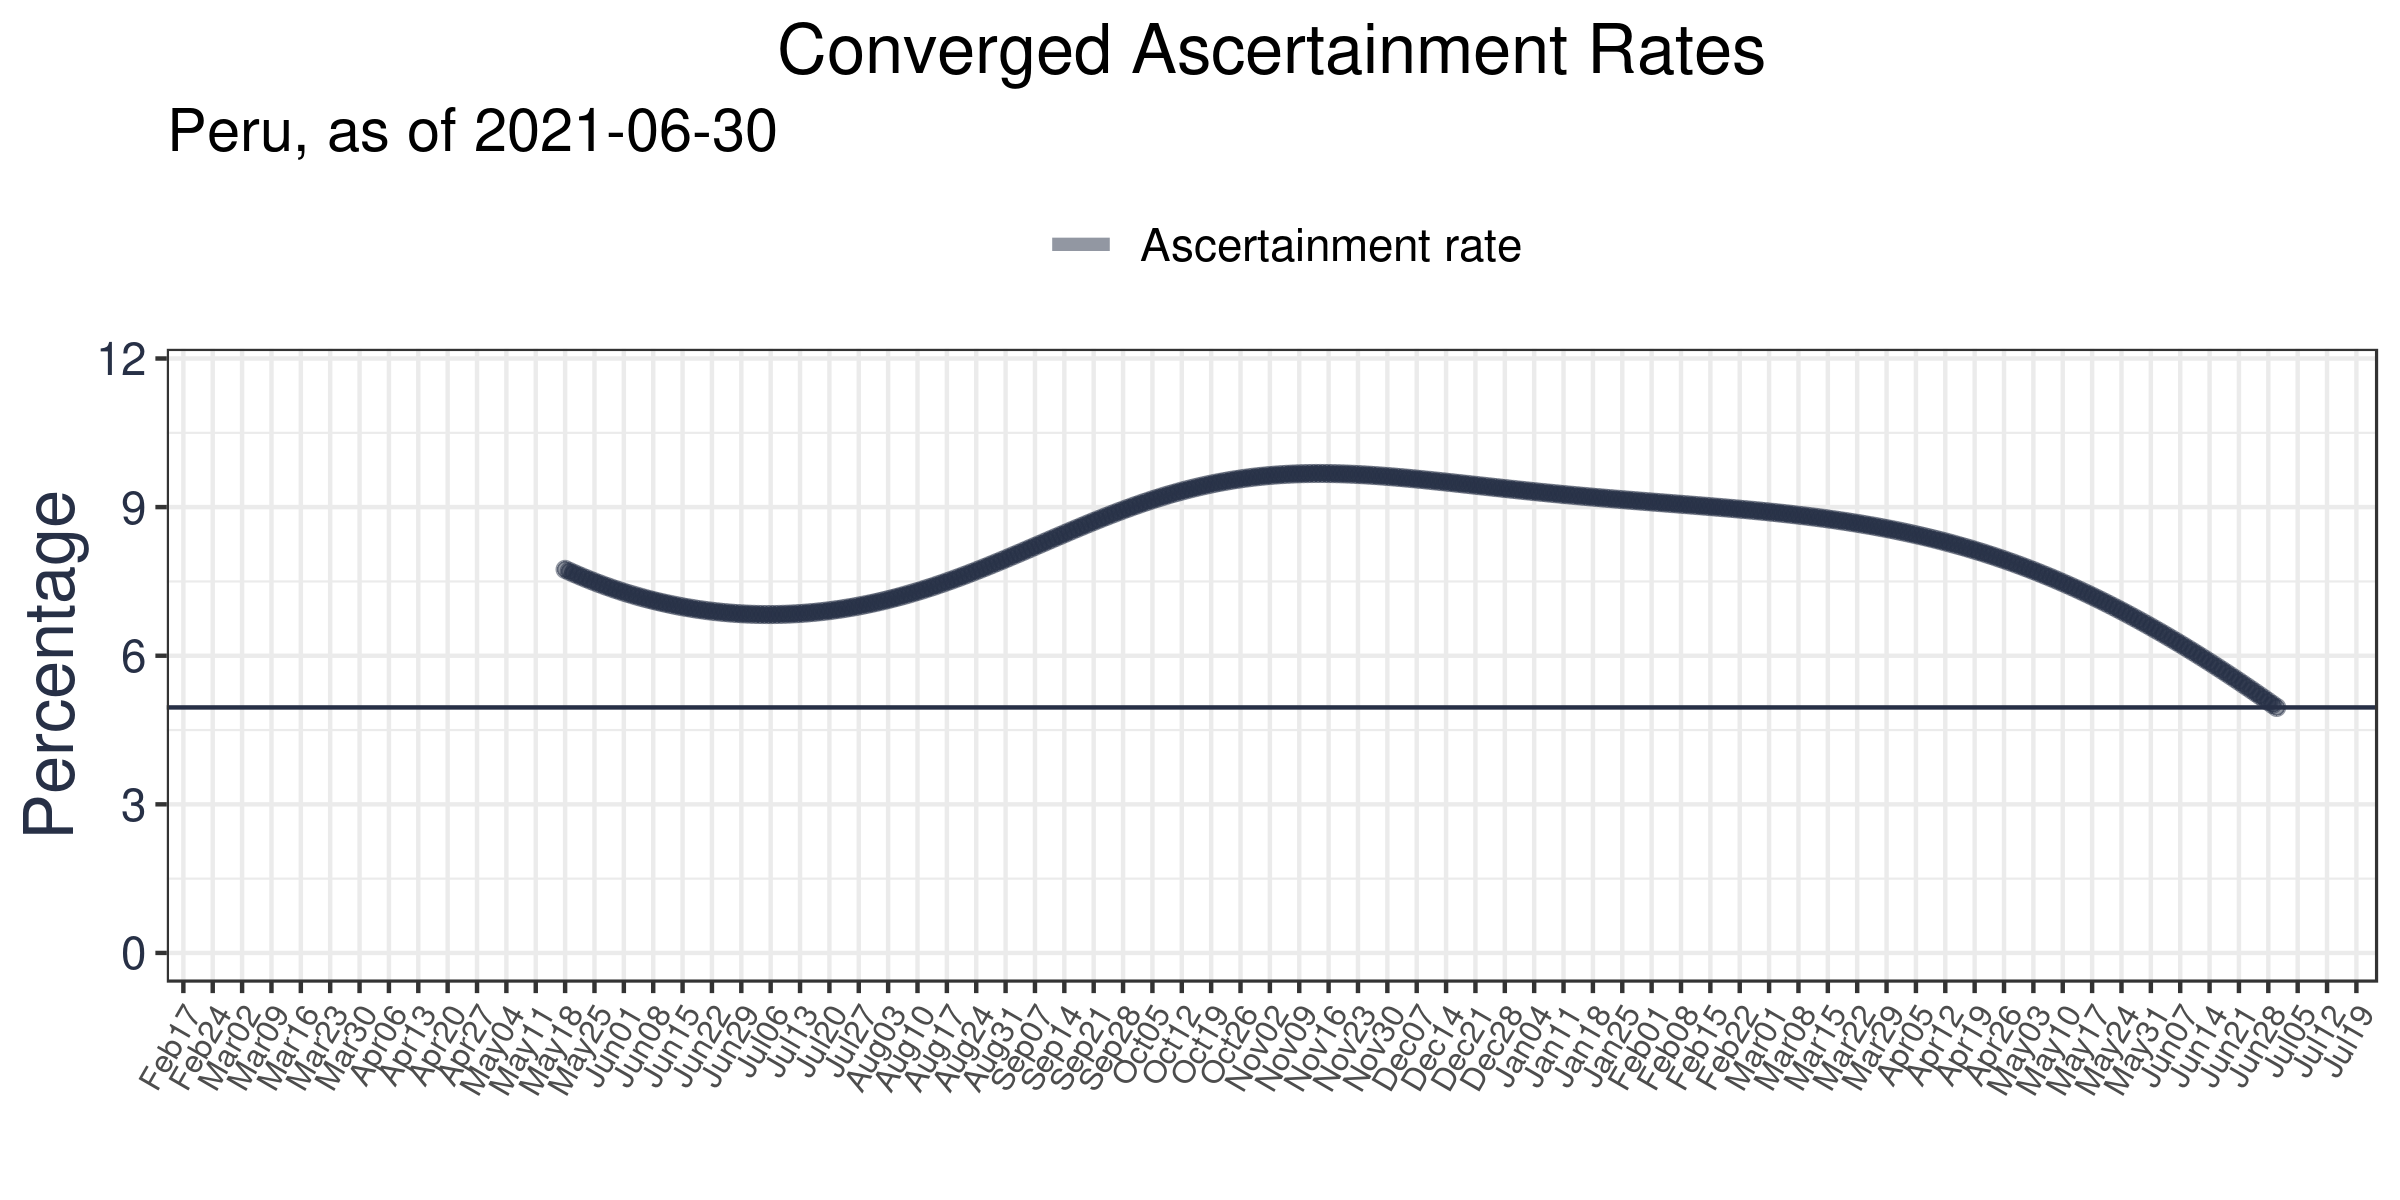 Converged Ascertainment Rates
Peru, as of 2021-06-30
Ascertainment rate
Percentage
12
9
6
3
0
Feb17
Feb24
Mar02
Mar09
Mar16
Mar23
Mar30
Apr06
Apr13
Apr20
Apr27
May04
May11
May18
May25
Jun01
Jun08
Jun15
Jun22
Jun29
Jul06
Jul13
Jul20
Jul27
Aug03
Aug10
Aug17
Aug24
Aug31
Sep07
Sep14
Sep21
Sep28
Oct05
Oct12
Oct19
Oct26
Nov02
Nov09
Nov16
Nov23
Nov30
Dec07
Dec14
Dec21
Dec28
Jan04
Jan11
Jan18
Jan25
Feb01
Feb08
Feb15
Feb22
Mar01
Mar08
Mar15
Mar22
Mar29
Apr05
Apr12
Apr19
Apr26
May03
May10
May17
May24
May31
Jun07
Jun14
Jun21
Jun28
Jul05
Jul12
Jul19